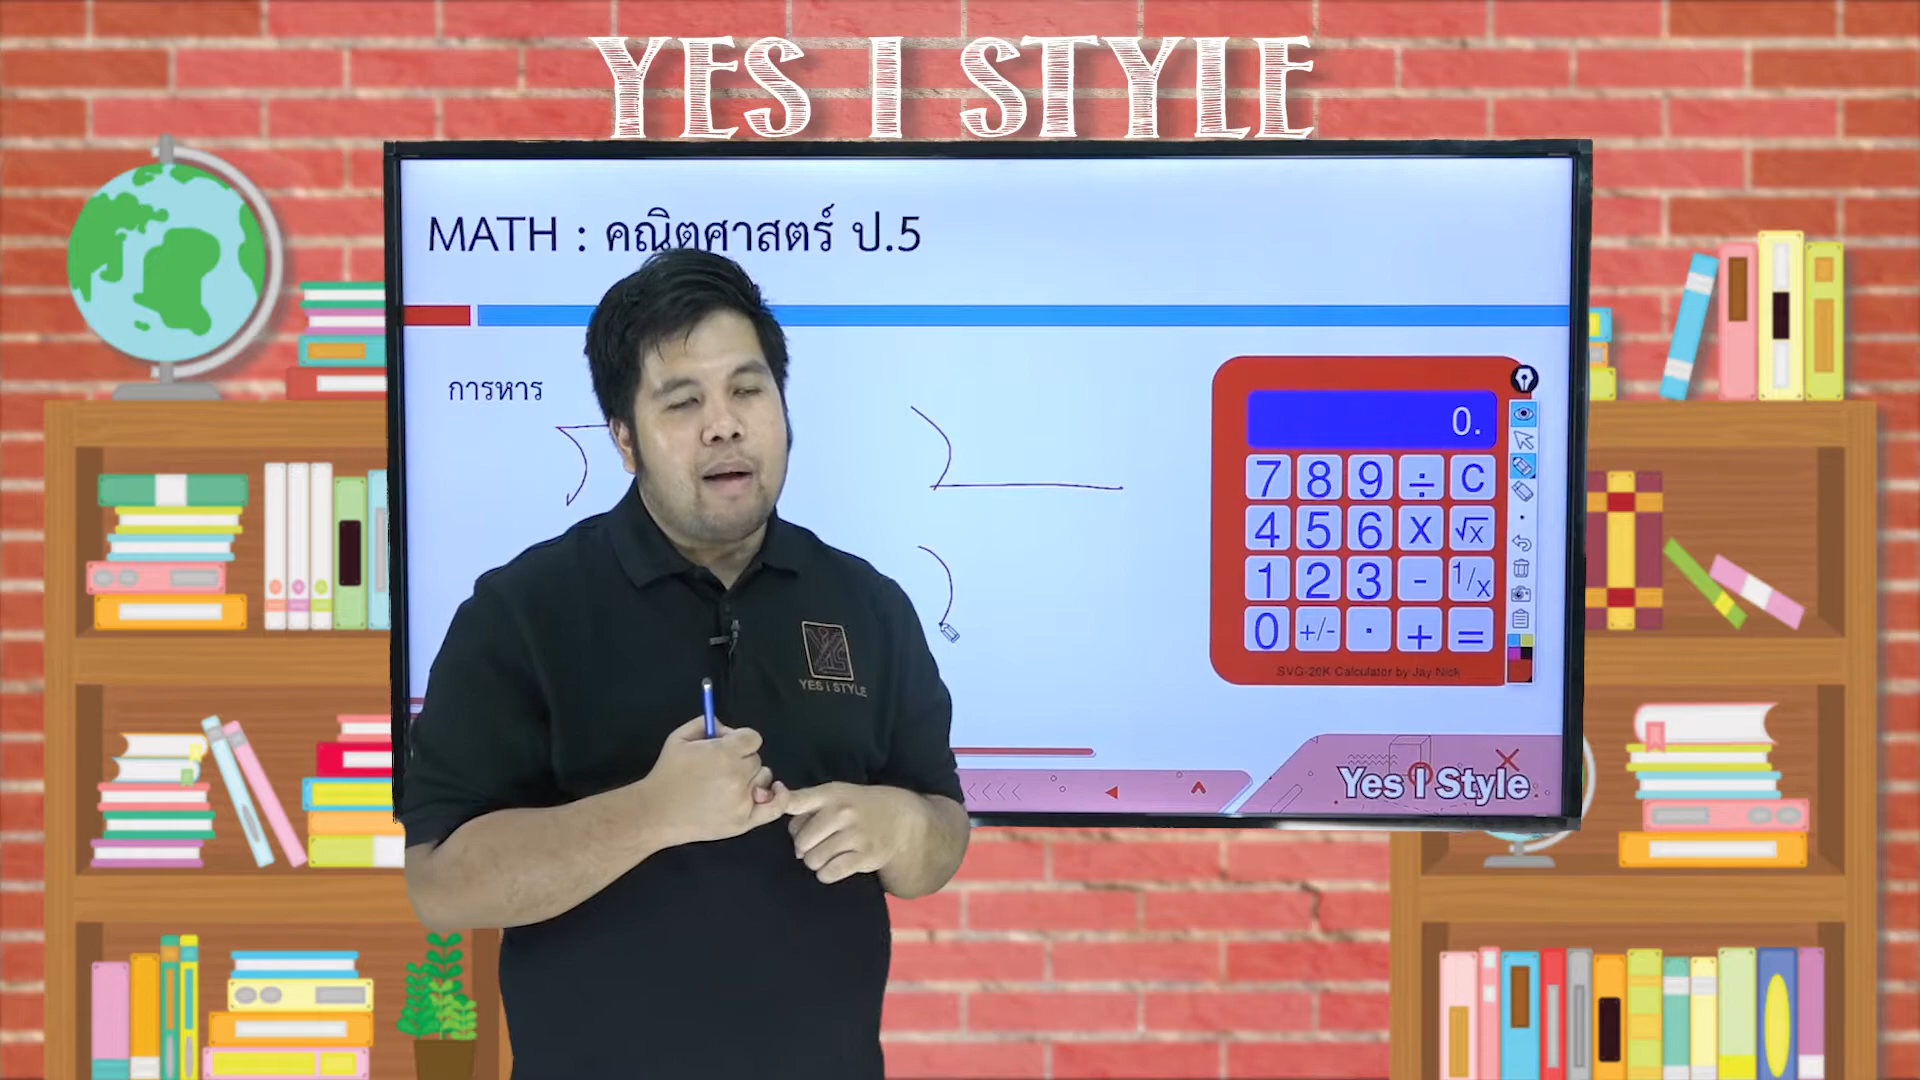 YES I STYLE
MATH : คณิตศาสตร์ ป.5
การหาร
0.
7 8 9 ÷ C
4 5 6 X √x
1 2 3 - 1/x
0 +/- · + =
SVG-20K Calculator by Jay Nick
YES I STYLE
Yes I Style